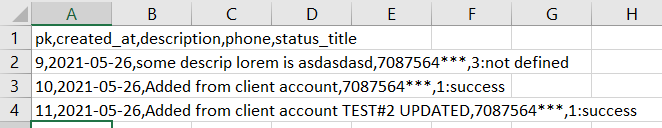 A B C D E F G H
1 pk,created_at,description,phone,status_title
2 9,2021-05-26,some descrip lorem is asdasdasd,7087564***,3:not defined
3 10,2021-05-26,Added from client account,7087564***,1:success
4 11,2021-05-26,Added from client account TEST#2 UPDATED,7087564***,1:success